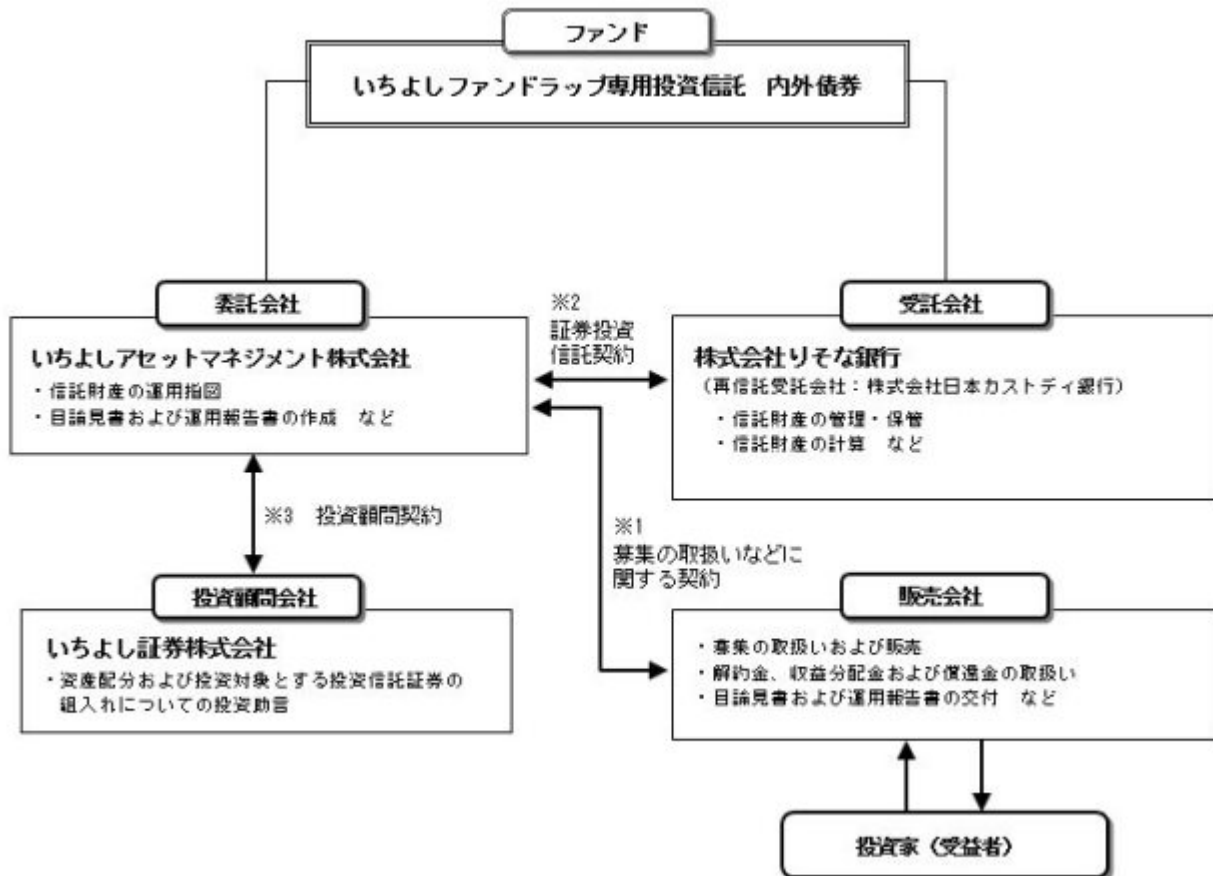 ファンド
いちよしファンドラップ専用投資信託　内外債券
委託会社
いちよしアセットマネジメント株式会社
・信託財産の運用指図
・目論見書および運用報告書の作成　など
※2
証券投資
信託契約
受託会社
株式会社りそな銀行
（再信託受託会社：株式会社日本カストディ銀行）
・信託財産の管理・保管
・信託財産の計算　など
※3　投資顧問契約
※1
募集の取扱いなどに
関する契約
投資顧問会社
いちよし証券株式会社
・資産配分および投資対象とする投資信託証券の
組入れについての投資助言
販売会社
・募集の取扱いおよび販売
・解約金、収益分配金および償還金の取扱い
・目論見書および運用報告書の交付　など
投資家（受益者）